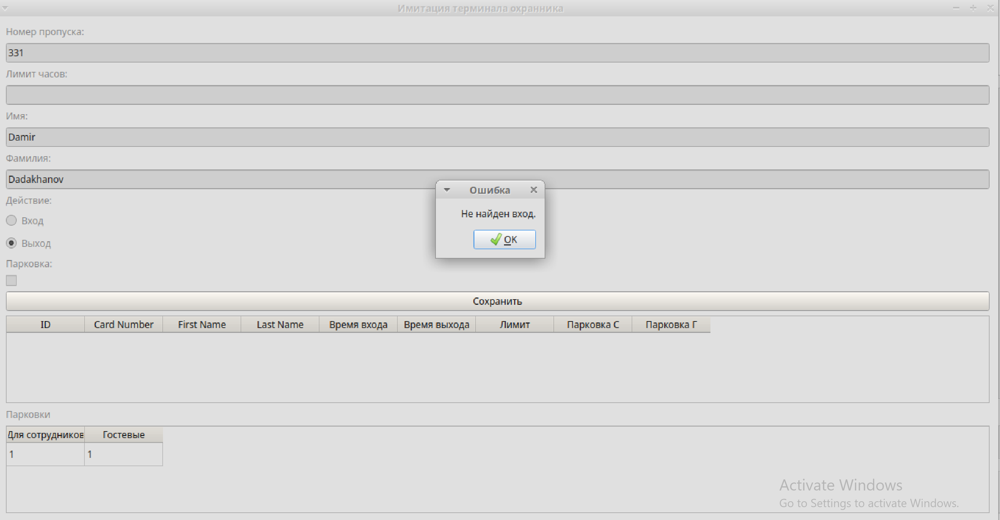 Имитация терминала охранника
Номер пропуска:
331
Лимит часов:
Имя:
Damir
Фамилия:
Dadakhanov
Действие:
Вход
Выход
Парковка:
Ошибка
Не найден вход.
OK
Сохранить
ID Card Number First Name Last Name Время входа Время выхода Лимит Парковка С Парковка Г
Парковки
Для сотрудников Гостевые
1 1
Activate Windows
Go to Settings to activate Windows.